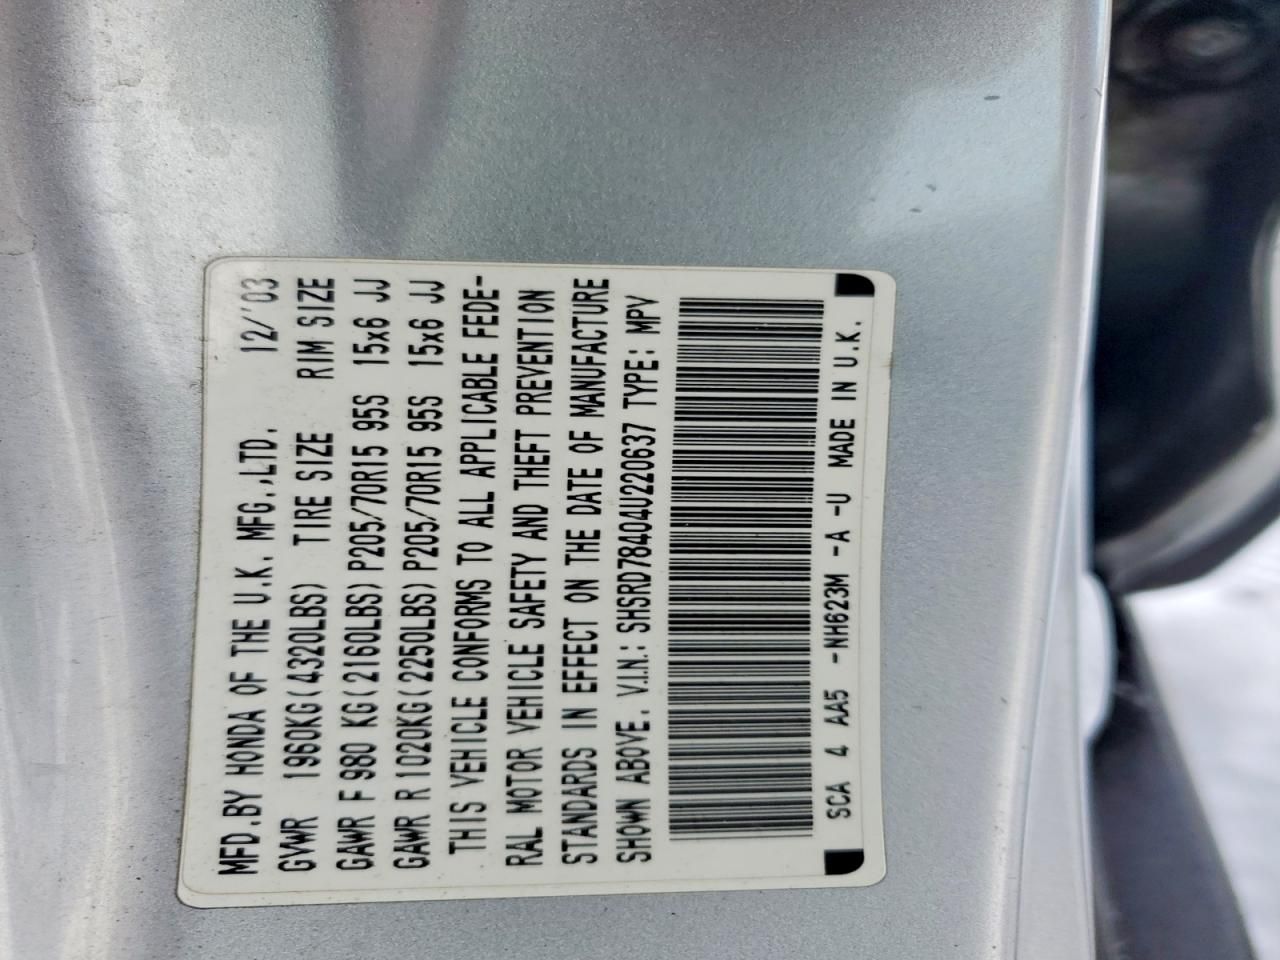 MFD.BY HONDA OF THE U.K. MFG.,LTD. 12/'03
GVWR 1960KG(4320LBS) TIRE SIZE RIM SIZE
GAWR F 980 KG(2160LBS) P205/70R15 95S 15x6 JJ
GAWR R 1020KG(2250LBS) P205/70R15 95S 15x6 JJ
THIS VEHICLE CONFORMS TO ALL APPLICABLE FEDE-
RAL MOTOR VEHICLE SAFETY AND THEFT PREVENTION
STANDARDS IN EFFECT ON THE DATE OF MANUFACTURE
SHOWN ABOVE. V.I.N.: SHSRD78404U220637 TYPE: MPV
SCA 4 AA5 -NH623M -A -U MADE IN U.K.